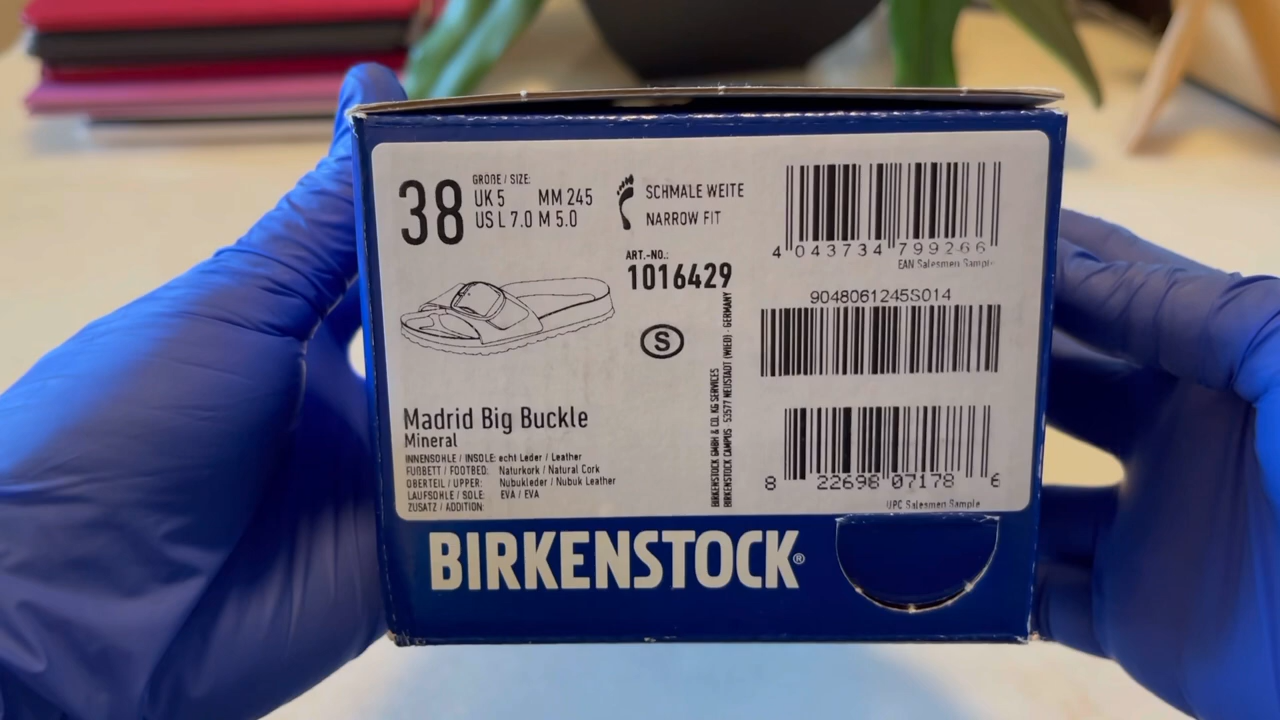 38
GRÖßE / SIZE:
UK 5 MM 245
US L 7.0 M 5.0
SCHMALE WEITE
NARROW FIT
ART.-NO.:
1016429
S
Madrid Big Buckle
Mineral
INNENSOHLE / INSOLE: echt Leder / Leather
FUßBETT / FOOTBED: Naturkork / Natural Cork
OBERTEIL / UPPER: Nubukleder / Nubuk Leather
LAUFSOHLE / SOLE: EVA / EVA
ZUSATZ / ADDITION:
BIRKENSTOCK GMBH & CO. KG SERVICES
BIRKENSTOCK CAMPUS · 53577 NEUSTADT (WIED) - GERMANY
4 043734 799266
EAN Salesmen Sample
9048061245S014
8 22698 07178 6
UPC Salesmen Sample
BIRKENSTOCK®